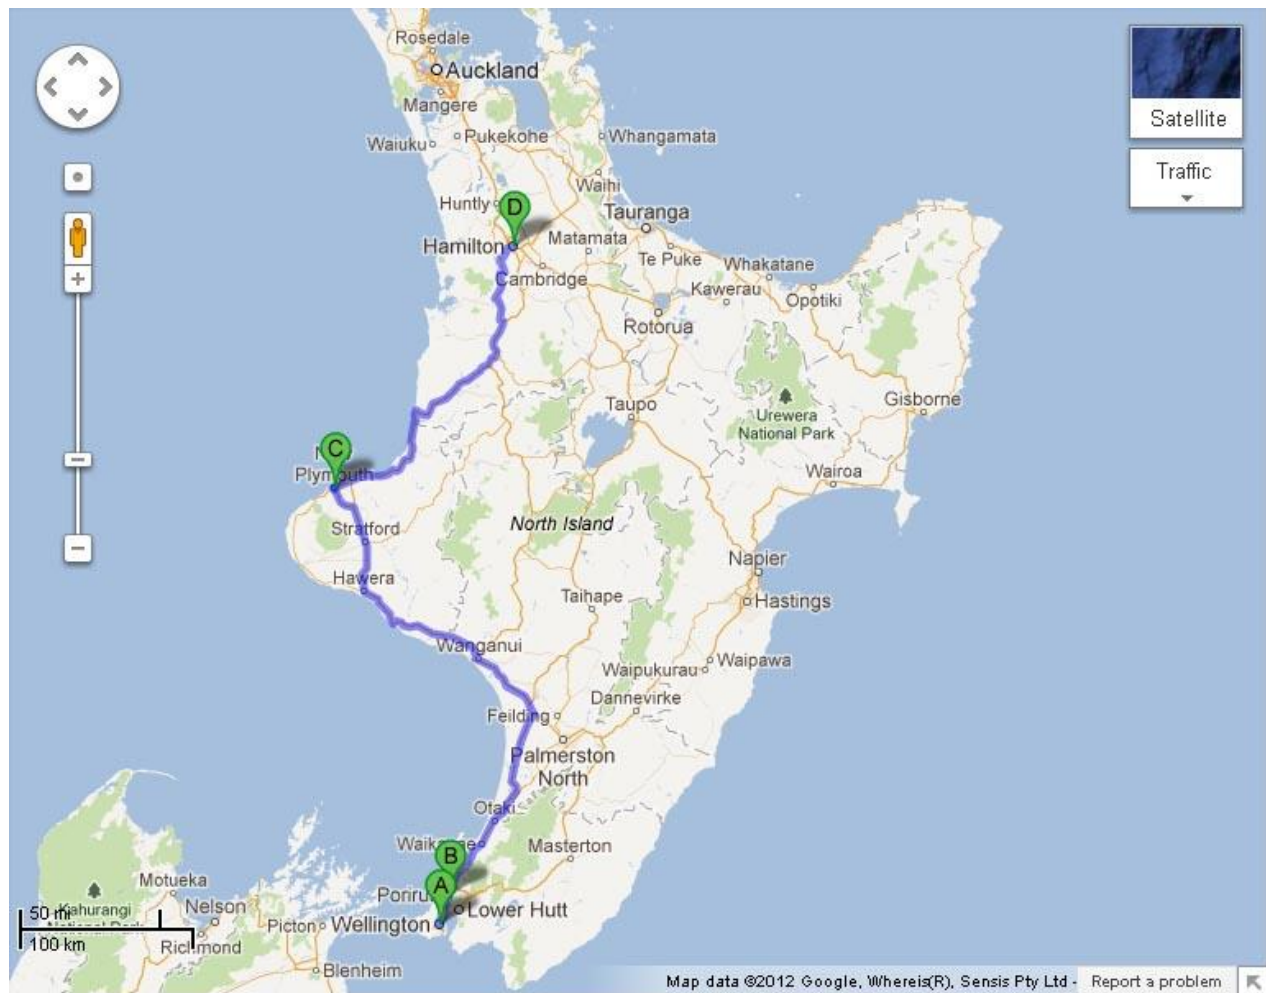 Rosedale
Auckland
Mangere
Pukekohe
Whangamata
Waiuku
Satellite
Traffic
Waihi
Huntly
D
Tauranga
Hamilton
Matamata
Te Puke
Whakatane
Cambridge
Kawerau
Opotiki
Rotorua
Gisborne
Taupo
Urewera
National Park
C
Plymouth
Wairoa
North Island
Stratford
Napier
Hawera
Taihape
Hastings
Wanganui
Waipukurau
Waipawa
Dannevirke
Feilding
Palmerston
North
Otaki
Masterton
B
A
Motueka
Kahurangi
National Park
50 mi
100 km
Nelson
Richmond
Picton
Wellington
Lower Hutt
Blenheim
Map data ©2012 Google, Whereis(R), Sensis Pty Ltd -
Report a problem